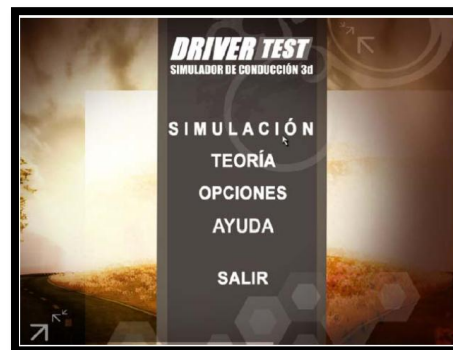 DRIVER TEST
SIMULADOR DE CONDUCCIÓN 3d
SIMULACIÓN
TEORÍA
OPCIONES
AYUDA
SALIR